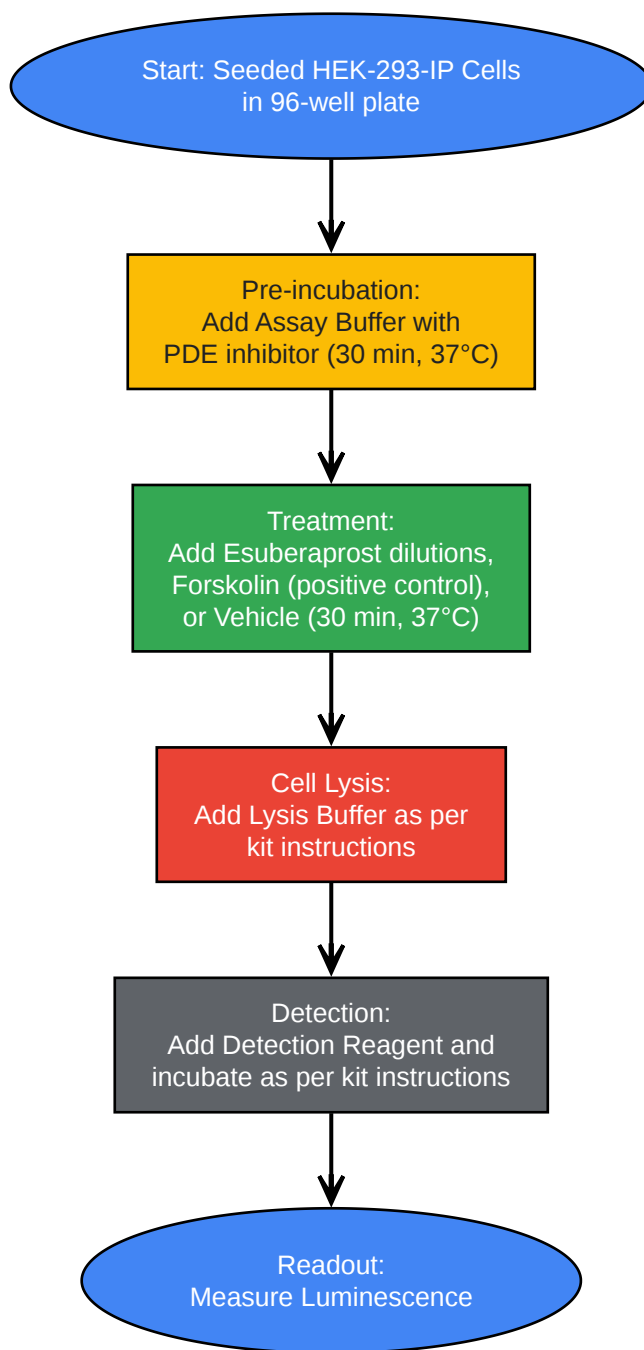 Start: Seeded HEK-293-IP Cells
in 96-well plate
Pre-incubation:
Add Assay Buffer with
PDE inhibitor (30 min, 37°C)
Treatment:
Add Esuberaprost dilutions,
Forskolin (positive control),
or Vehicle (30 min, 37°C)
Cell Lysis:
Add Lysis Buffer as per
kit instructions
Detection:
Add Detection Reagent and
incubate as per kit instructions
Readout:
Measure Luminescence